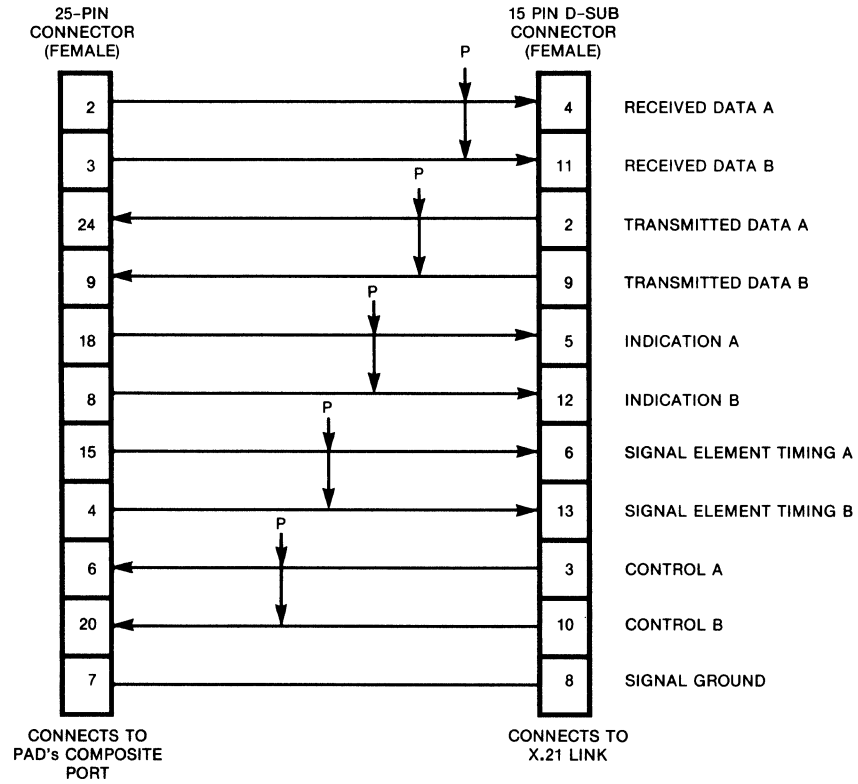 25-PIN
CONNECTOR
(FEMALE)
15 PIN D-SUB
CONNECTOR
(FEMALE)
P
2 4 RECEIVED DATA A
3 11 RECEIVED DATA B
P
24 2 TRANSMITTED DATA A
9 9 TRANSMITTED DATA B
P
18 5 INDICATION A
8 12 INDICATION B
P
15 6 SIGNAL ELEMENT TIMING A
4 13 SIGNAL ELEMENT TIMING B
P
6 3 CONTROL A
20 10 CONTROL B
7 8 SIGNAL GROUND
CONNECTS TO
PAD's COMPOSITE
PORT
CONNECTS TO
X.21 LINK